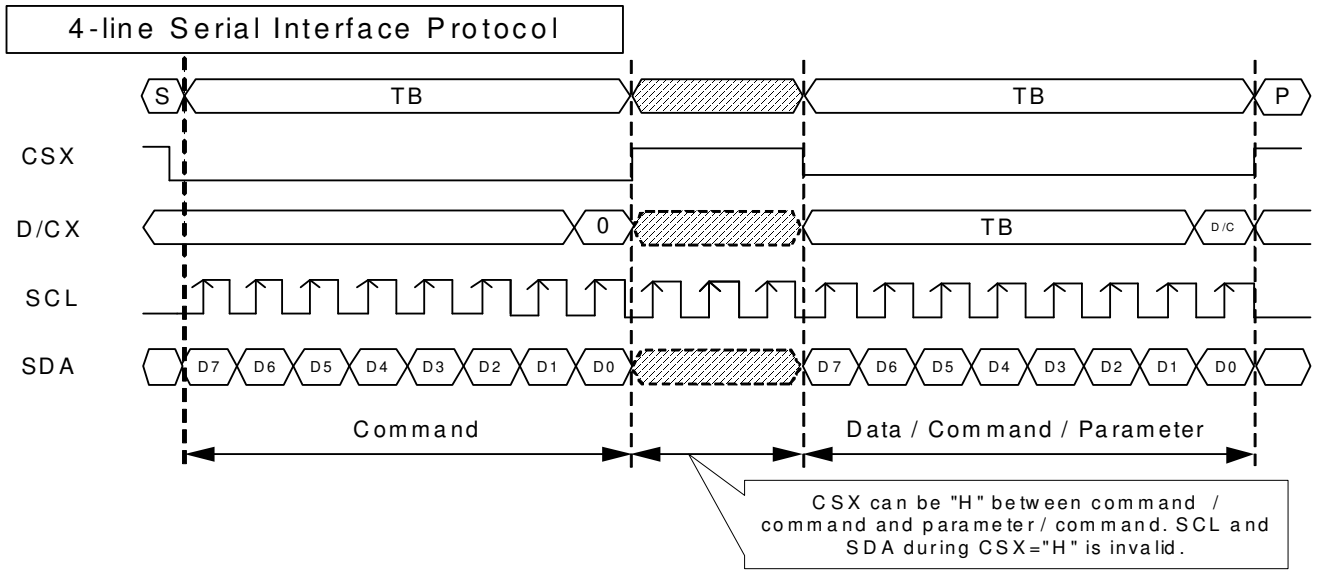 4-line Serial Interface Protocol
S TB TB P
CSX
D/CX 0 TB D/C
SCL
SDA D7 D6 D5 D4 D3 D2 D1 D0 D7 D6 D5 D4 D3 D2 D1 D0
Command Data / Command / Parameter
CSX can be "H" between command /
command and parameter / command. SCL and
SDA during CSX="H" is invalid.